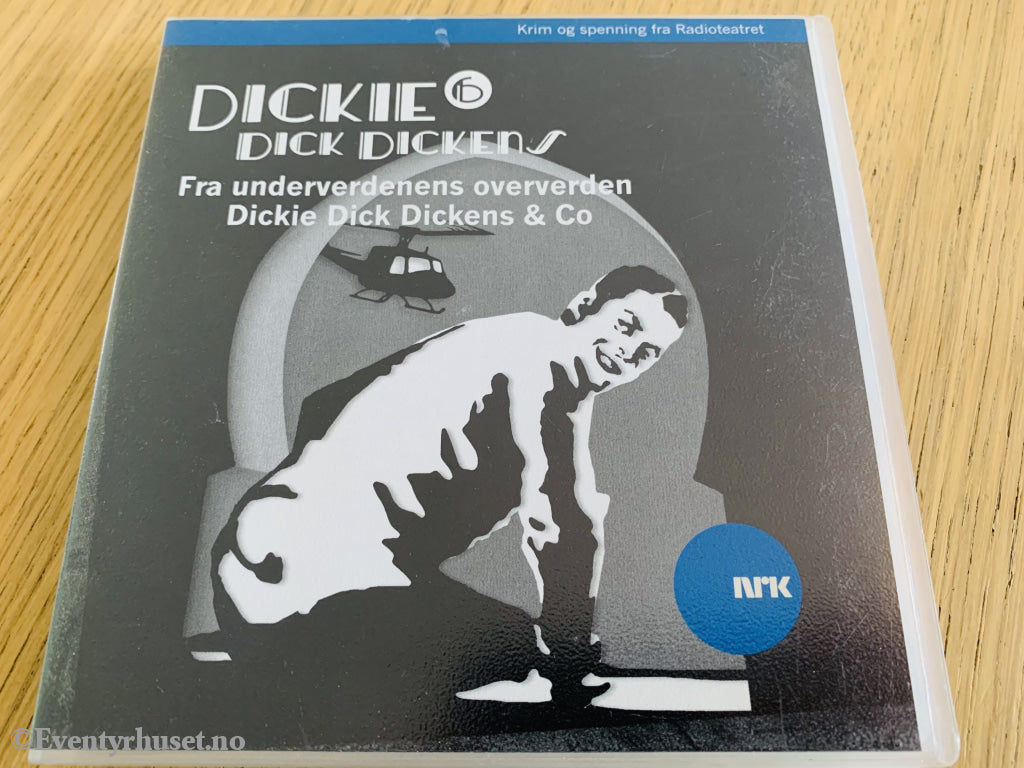 Krim og spenning fra Radioteatret
DICKIE 6
DICK DICKENS
Fra underverdenens oververden
Dickie Dick Dickens & Co
NRK
©Eventyrhuset.no